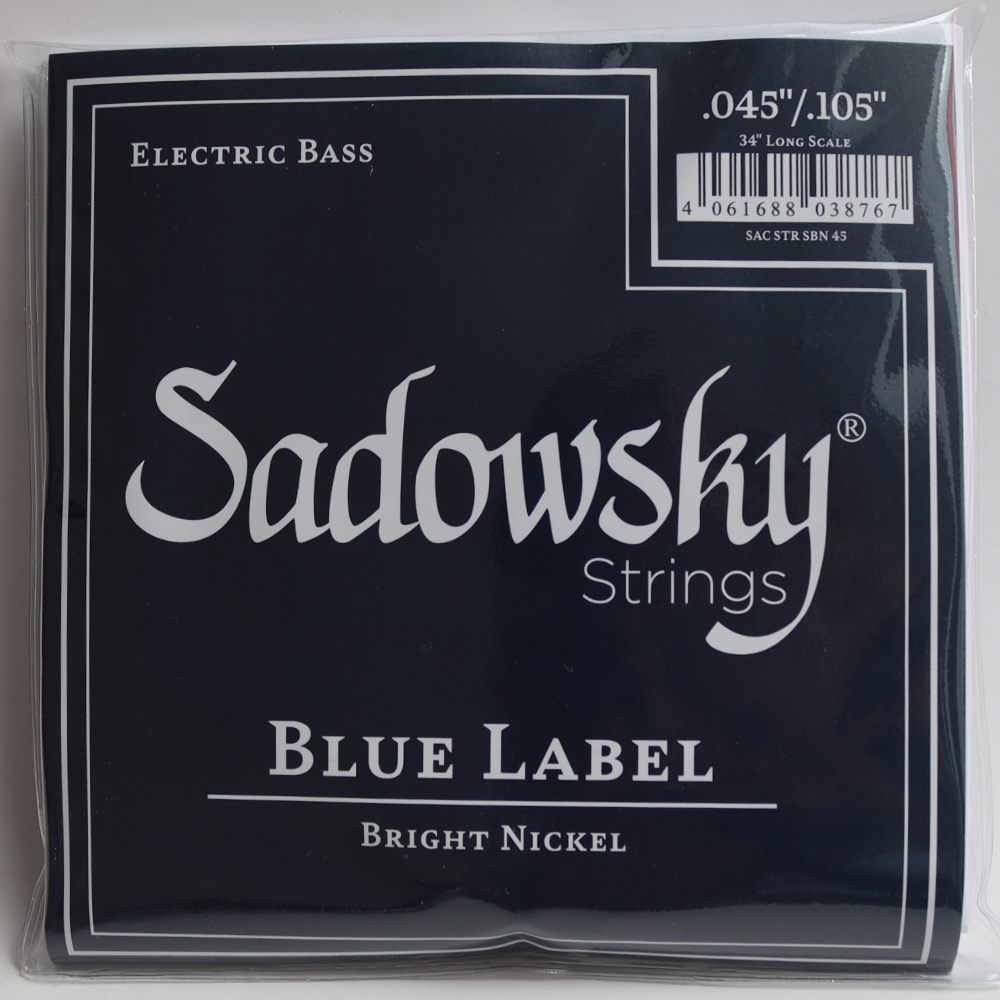 ELECTRIC BASS
.045"/.105"
34" LONG SCALE
4 061688 038767
SAC STR SBN 45
Sadowsky®
Strings
BLUE LABEL
BRIGHT NICKEL